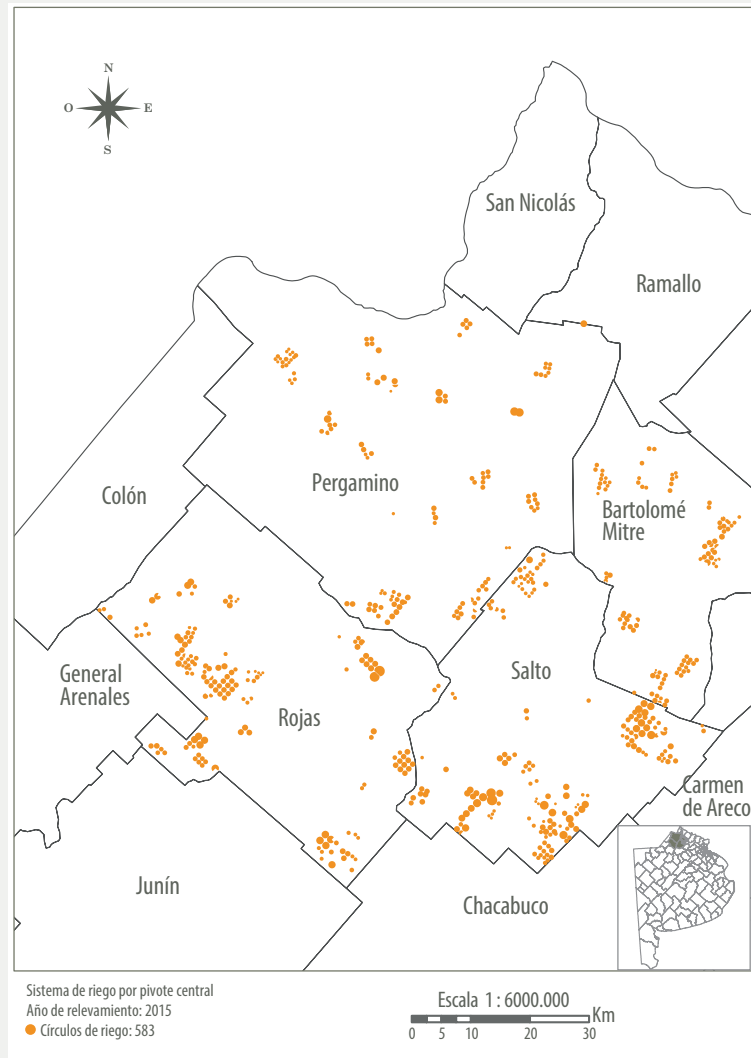 N
O
E
S
San Nicolás
Ramallo
Colón
Pergamino
Bartolomé
Mitre
General
Arenales
Rojas
Salto
Carmen
de Areco
Junín
Chacabuco
Sistema de riego por pivote central
Año de relevamiento: 2015
Círculos de riego: 583
Escala 1 : 6000.000
Km
0 5 10 20 30